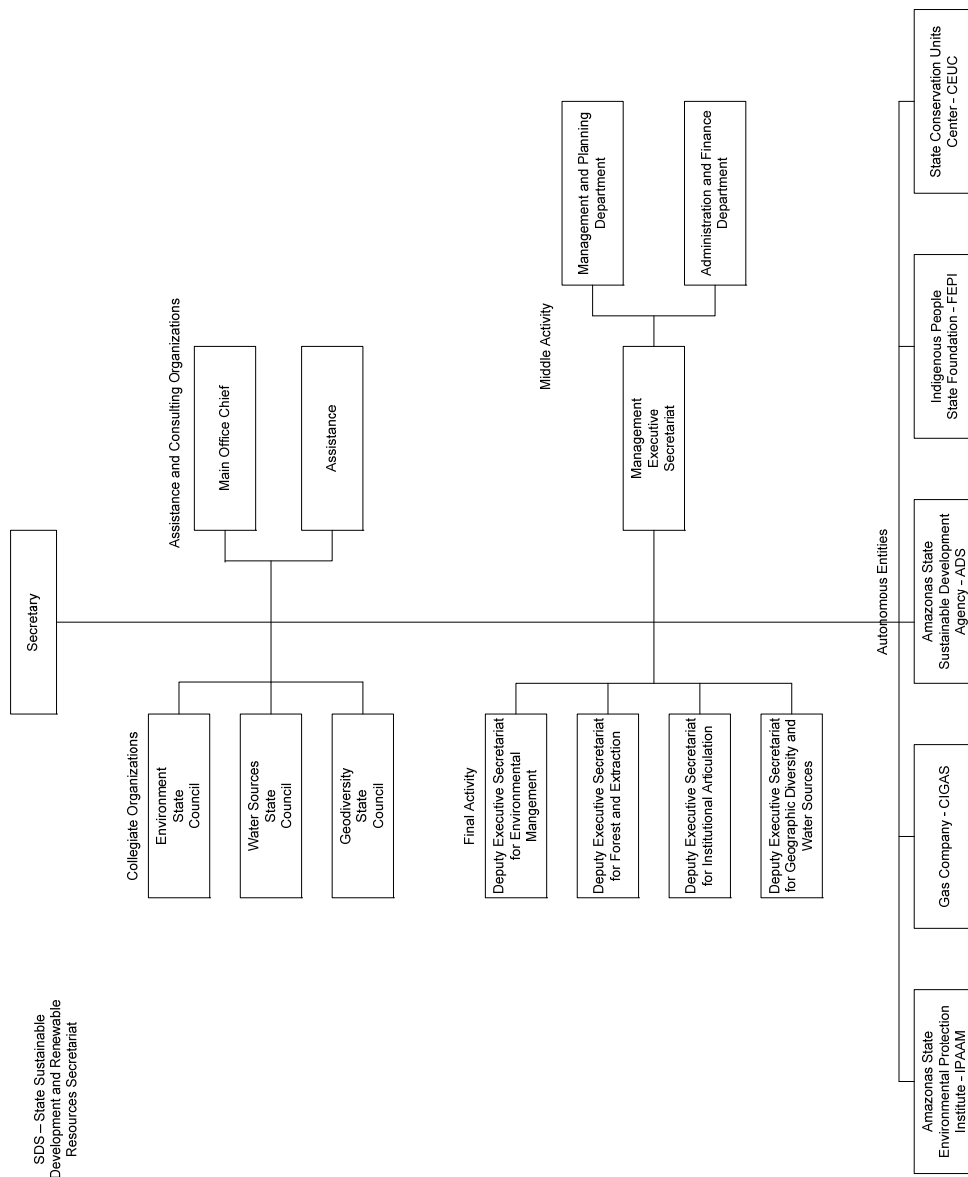 SDS – State Sustainable
Development and Renewable
Resources Secretariat
Secretary
Collegiate Organizations
Environment
State
Council
Water Sources
State
Council
Geodiversity
State
Council
Assistance and Consulting Organizations
Main Office Chief
Assistance
Final Activity
Deputy Executive Secretariat
for Environmental
Mangement
Deputy Executive Secretariat
for Forest and Extraction
Deputy Executive Secretariat
for Institutional Articulation
Deputy Executive Secretariat
for Geographic Diversity and
Water Sources
Middle Activity
Management
Executive
Secretariat
Management and Planning
Department
Administration and Finance
Department
Autonomous Entities
Amazonas State
Environmental Protection
Institute - IPAAM
Gas Company - CIGAS
Amazonas State
Sustainable Development
Agency - ADS
Indigenous People
State Foundation - FEPI
State Conservation Units
Center - CEUC